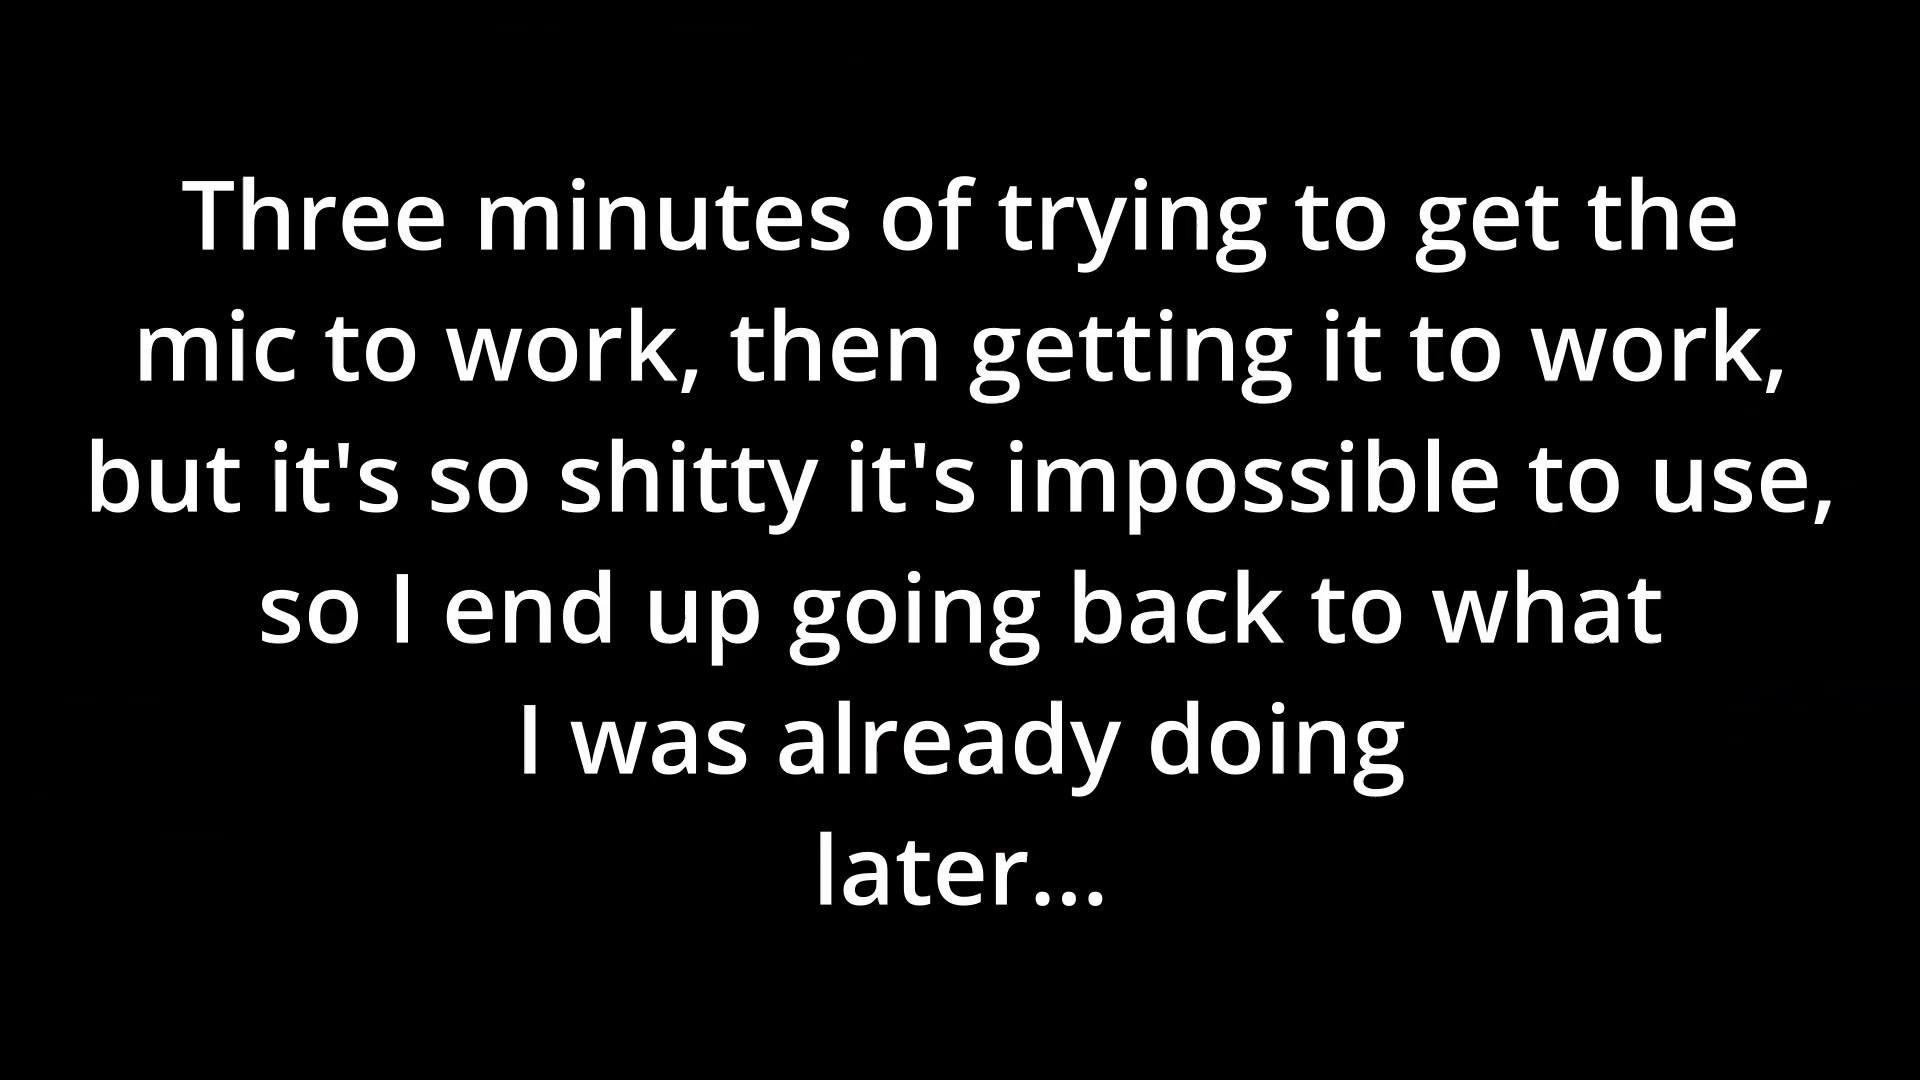 Three minutes of trying to get the
mic to work, then getting it to work,
but it's so shitty it's impossible to use,
so I end up going back to what
I was already doing
later...